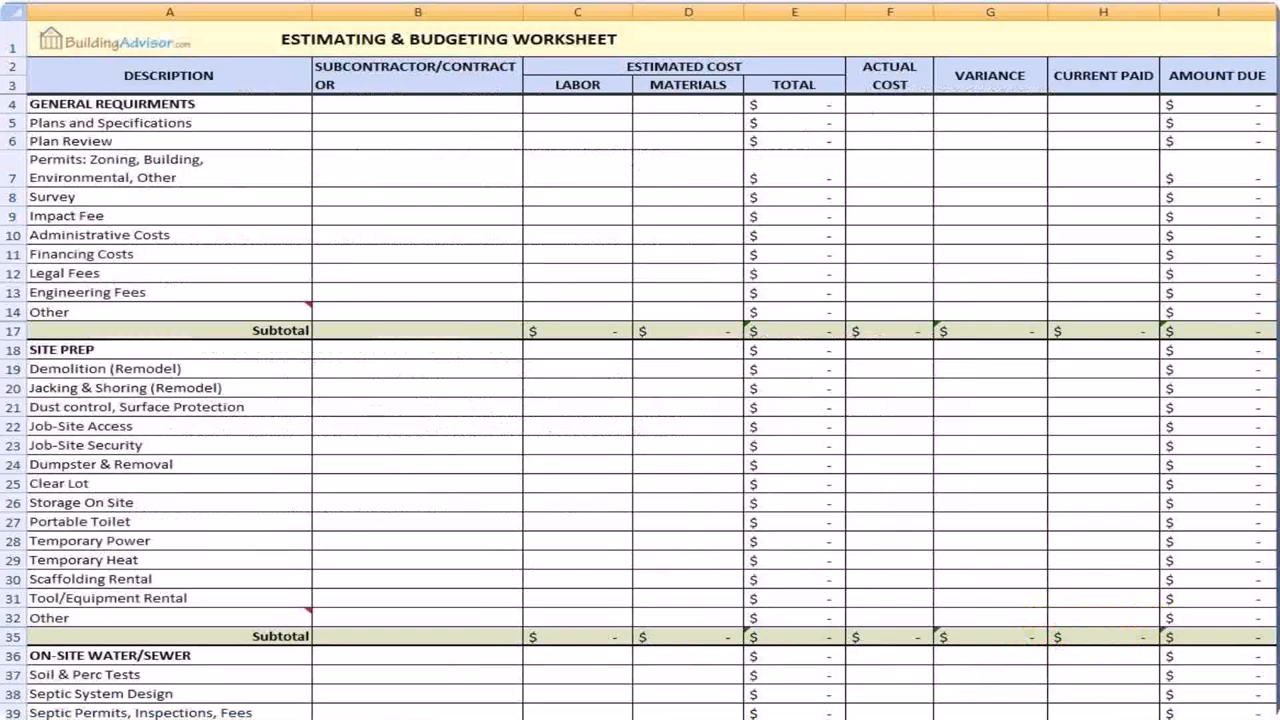 A B C D E F G H I
1 BuildingAdvisor.com ESTIMATING & BUDGETING WORKSHEET
2 DESCRIPTION SUBCONTRACTOR/CONTRACT ESTIMATED COST ACTUAL VARIANCE CURRENT PAID AMOUNT DUE
3 OR LABOR MATERIALS TOTAL COST
4 GENERAL REQUIRMENTS $ - $ -
5 Plans and Specifications $ - $ -
6 Plan Review $ - $ -
Permits: Zoning, Building,
7 Environmental, Other $ - $ -
8 Survey $ - $ -
9 Impact Fee $ - $ -
10 Administrative Costs $ - $ -
11 Financing Costs $ - $ -
12 Legal Fees $ - $ -
13 Engineering Fees $ - $ -
14 Other $ - $ -
17 Subtotal $ - $ - $ - $ - $ - $ - $ -
18 SITE PREP $ - $ -
19 Demolition (Remodel) $ - $ -
20 Jacking & Shoring (Remodel) $ - $ -
21 Dust control, Surface Protection $ - $ -
22 Job-Site Access $ - $ -
23 Job-Site Security $ - $ -
24 Dumpster & Removal $ - $ -
25 Clear Lot $ - $ -
26 Storage On Site $ - $ -
27 Portable Toilet $ - $ -
28 Temporary Power $ - $ -
29 Temporary Heat $ - $ -
30 Scaffolding Rental $ - $ -
31 Tool/Equipment Rental $ - $ -
32 Other $ - $ -
35 Subtotal $ - $ - $ - $ - $ - $ - $ -
36 ON-SITE WATER/SEWER $ - $ -
37 Soil & Perc Tests $ - $ -
38 Septic System Design $ - $ -
39 Septic Permits, Inspections, Fees $ - $ -